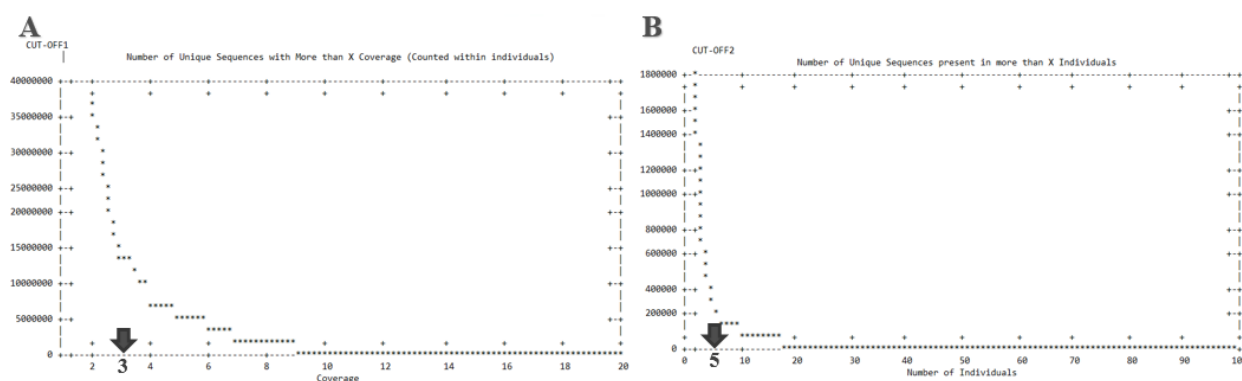 A
CUT-OFF1
Number of Unique Sequences with More than X Coverage (Counted within individuals)
40000000
35000000
30000000
25000000
20000000
15000000
10000000
5000000
0
2 3 4 6 8 10 12 14 16 18 20
Coverage
B
CUT-OFF2
Number of Unique Sequences present in more than X Individuals
1800000
1600000
1400000
1200000
1000000
800000
600000
400000
200000
0
0 5 10 20 30 40 50 60 70 80 90 10
Number of Individuals